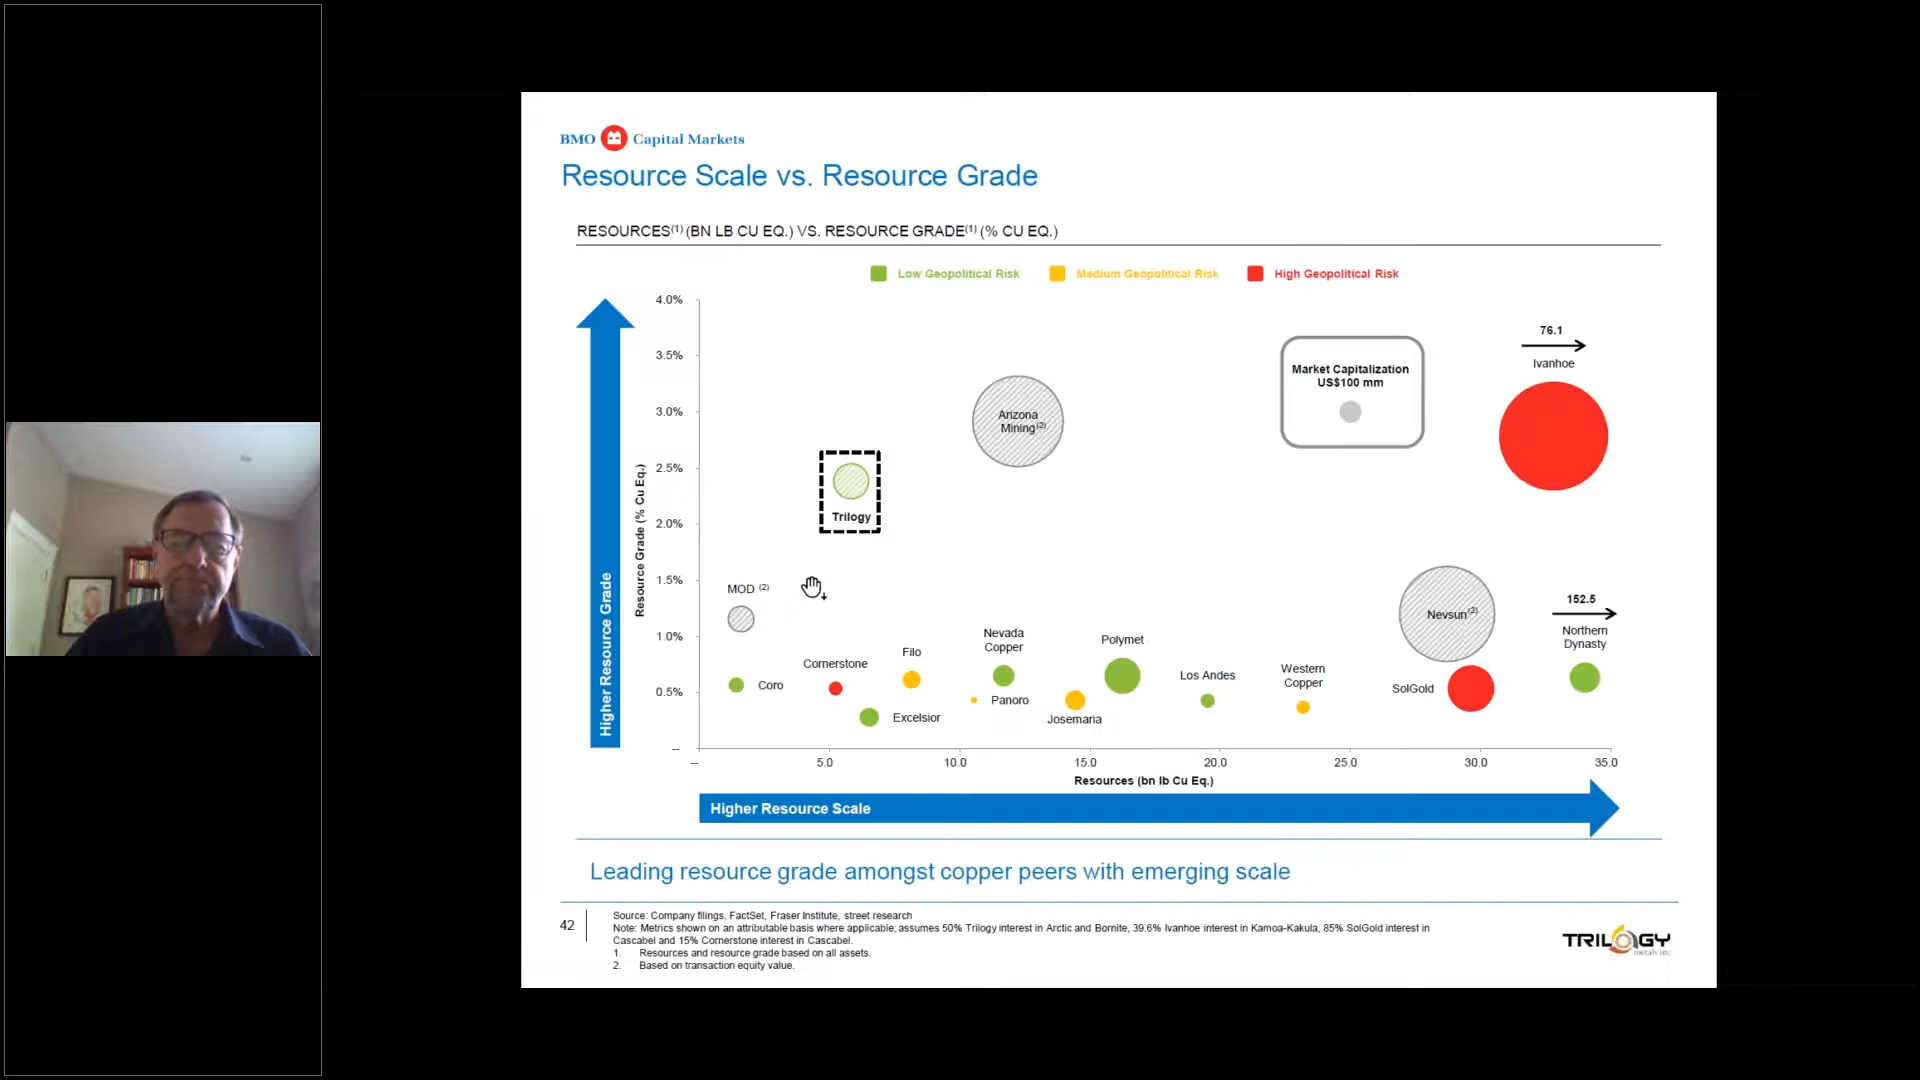 BMO Capital Markets
Resource Scale vs. Resource Grade
RESOURCES(1) (BN LB CU EQ.) VS. RESOURCE GRADE(1) (% CU EQ.)
Low Geopolitical Risk
Medium Geopolitical Risk
High Geopolitical Risk
Higher Resource Grade
Resource Grade (% Cu Eq.)
4.0%
3.5%
3.0%
2.5%
2.0%
1.5%
1.0%
0.5%
--
Market Capitalization
US$100 mm
76.1
Ivanhoe
Arizona
Mining(2)
Trilogy
MOD (2)
Nevsun(2)
152.5
Northern
Dynasty
Coro
Cornerstone
Excelsior
Filo
Panoro
Nevada
Copper
Josemaria
Polymet
Los Andes
Western
Copper
SolGold
--
5.0
10.0
15.0
20.0
25.0
30.0
35.0
Resources (bn lb Cu Eq.)
Higher Resource Scale
Leading resource grade amongst copper peers with emerging scale
42
Source: Company filings, FactSet, Fraser Institute, street research
Note: Metrics shown on an attributable basis where applicable; assumes 50% Trilogy interest in Arctic and Bornite, 39.6% Ivanhoe interest in Kamoa-Kakula, 85% SolGold interest in
Cascabel and 15% Cornerstone interest in Cascabel.
1. Resources and resource grade based on all assets.
2. Based on transaction equity value.
TRILOGY
metals inc